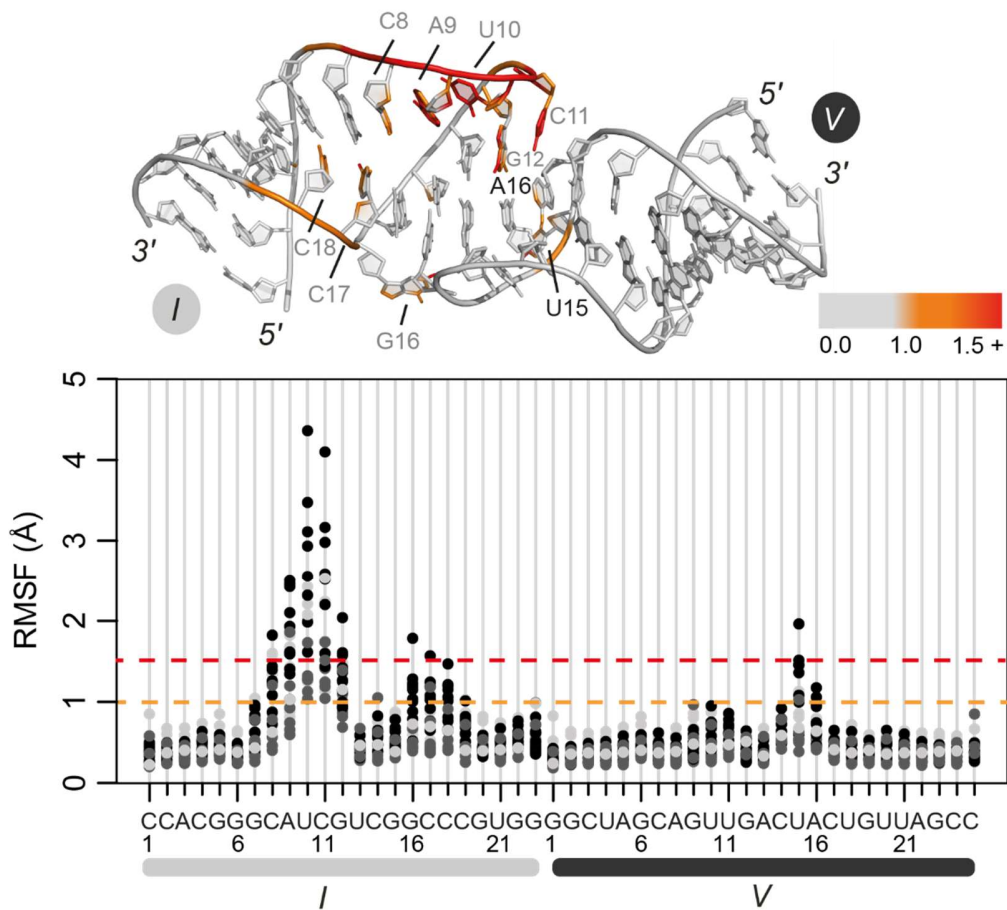 C8
A9
U10
5'
V
C11
3'
G12
A16
3'
C18
C17
U15
I
5'
G16
0.0 1.0 1.5 +
5
4
3
2
1
0
RMSF (Å)
CCACGGGCAUCGUCGGCCCGUGGGGCUAGCAGUUGACUACUGUUAGCC
1 6 11 16 21 1 6 11 16 21
I V